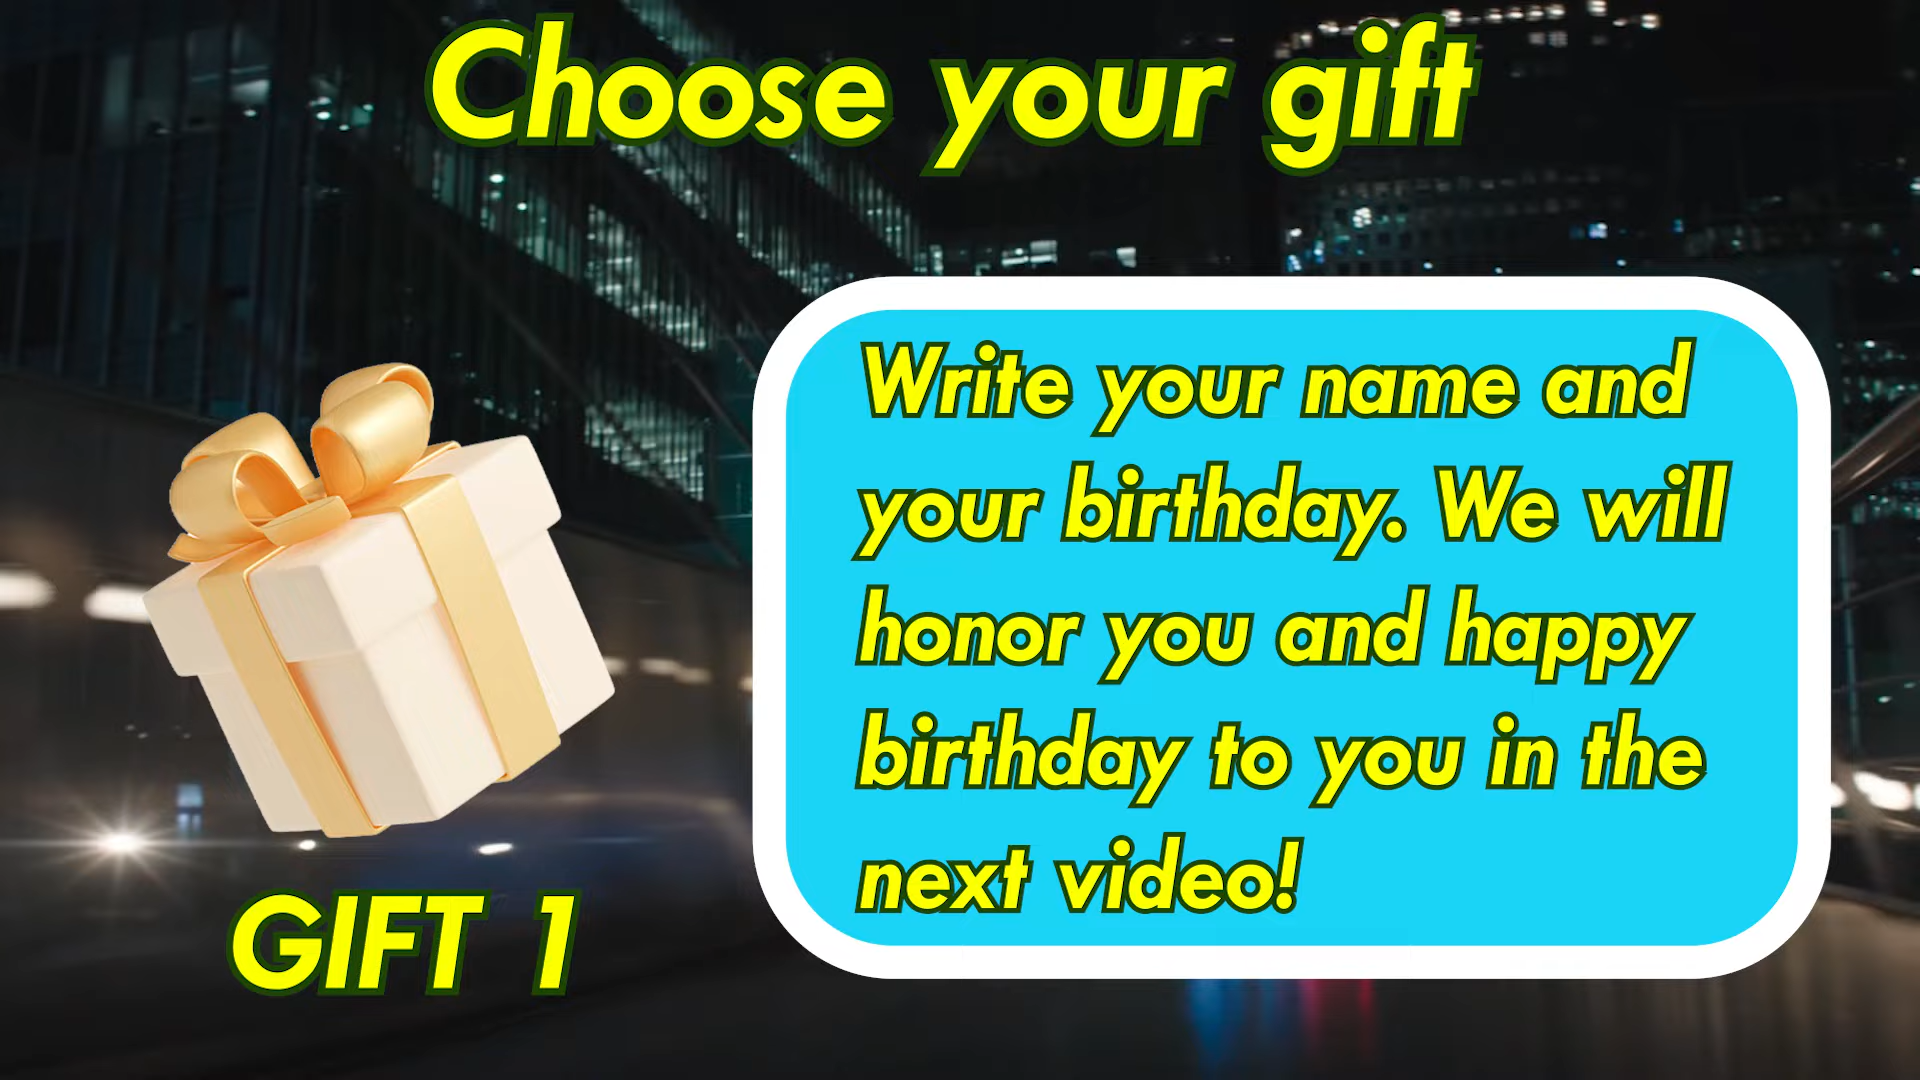 Choose your gift
Write your name and
your birthday. We will
honor you and happy
birthday to you in the
next video!
GIFT 1